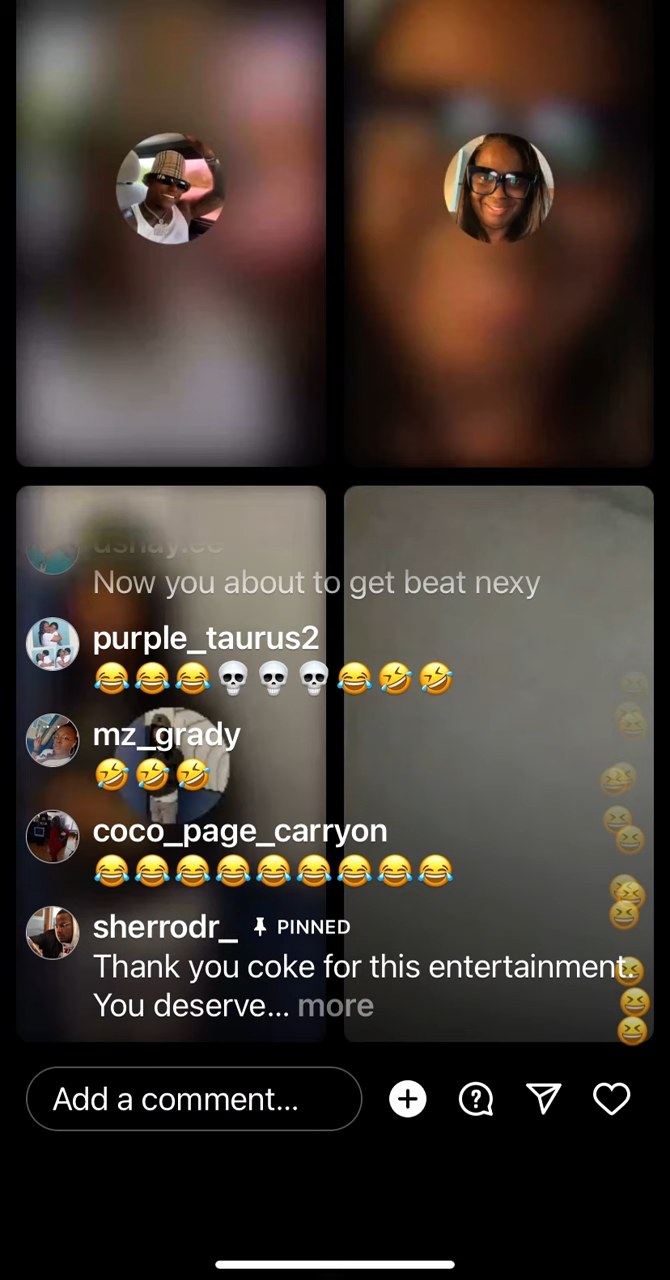 Now you about to get beat nexy
purple_taurus2
😂😂😂💀💀💀😂🤣🤣
mz_grady
🤣🤣🤣
coco_page_carryon
😂😂😂😂😂😂😂😂😂
sherrodr_ PINNED
Thank you coke for this entertainment.
You deserve... more
Add a comment...